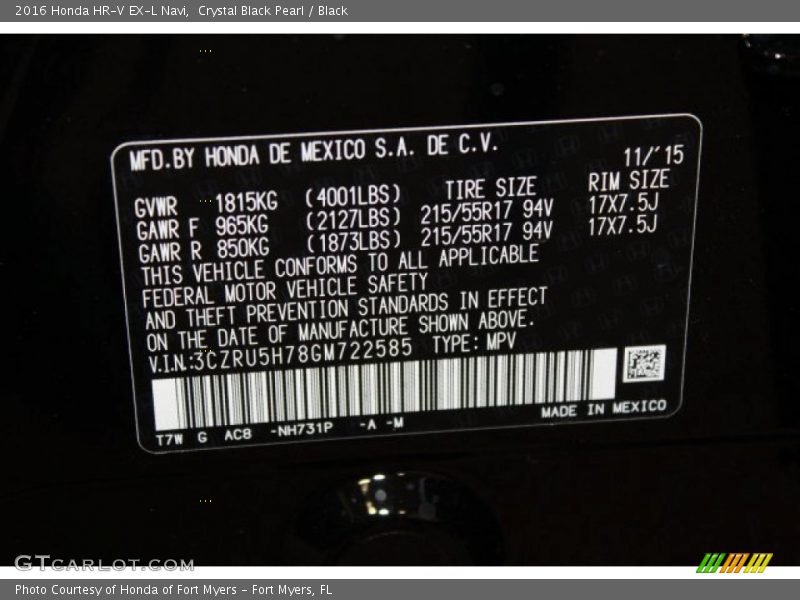 2016 Honda HR-V EX-L Navi,  Crystal Black Pearl / Black
MFD.BY HONDA DE MEXICO S.A. DE C.V.
11/'15
GVWR 1815KG (4001LBS) TIRE SIZE RIM SIZE
GAWR F 965KG (2127LBS) 215/55R17 94V 17X7.5J
GAWR R 850KG (1873LBS) 215/55R17 94V 17X7.5J
THIS VEHICLE CONFORMS TO ALL APPLICABLE
FEDERAL MOTOR VEHICLE SAFETY
AND THEFT PREVENTION STANDARDS IN EFFECT
ON THE DATE OF MANUFACTURE SHOWN ABOVE.
V.I.N.:3CZRU5H78GM722585 TYPE: MPV
T7W G AC8 -NH731P -A -M MADE IN MEXICO
GTCARLOT.COM
Photo Courtesy of Honda of Fort Myers - Fort Myers, FL